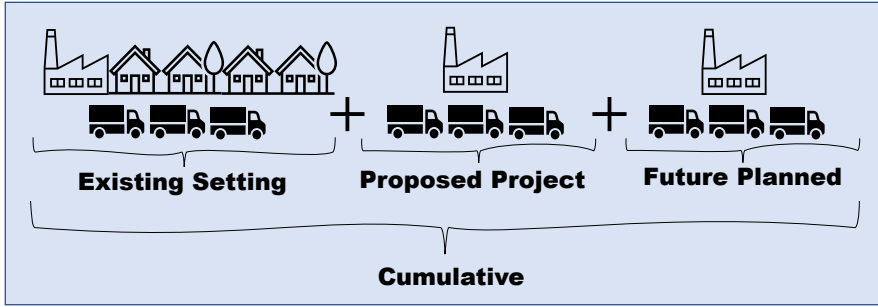 + +
Existing Setting
Proposed Project
Future Planned
Cumulative